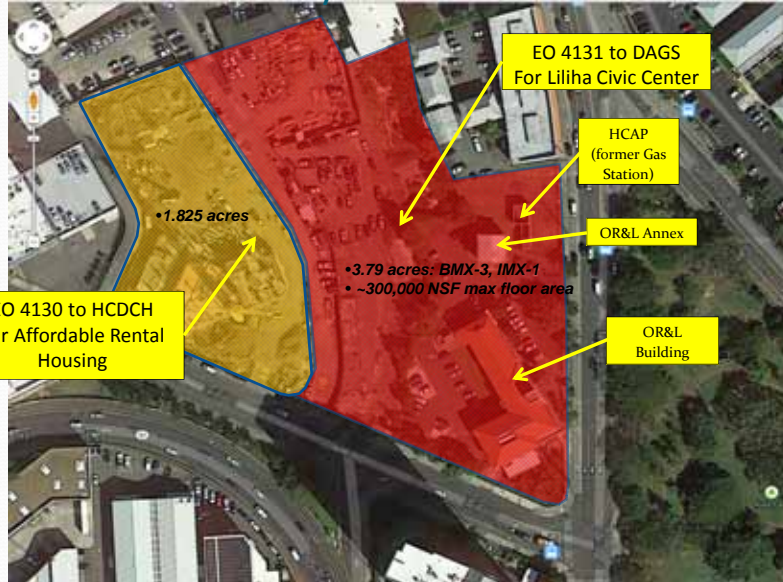 EO 4131 to DAGS
For Liliha Civic Center
HCAP
(former Gas
Station)
•1.825 acres
OR&L Annex
•3.79 acres: BMX-3, IMX-1
• ~300,000 NSF max floor area
EO 4130 to HCDCH
r Affordable Rental
Housing
OR&L
Building